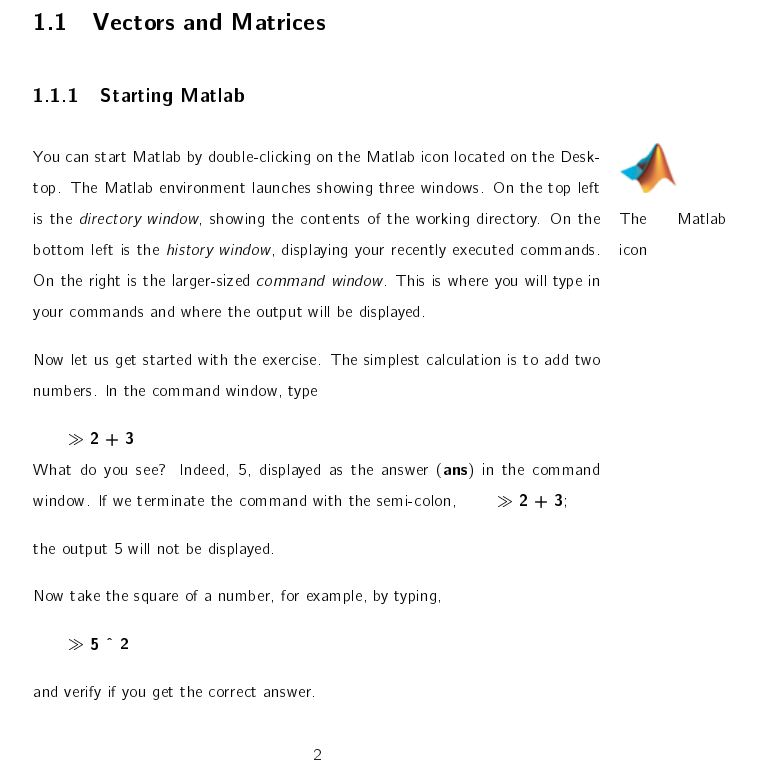 1.1 Vectors and Matrices
1.1.1 Starting Matlab
You can start Matlab by double-clicking on the Matlab icon located on the Desk-
top. The Matlab environment launches showing three windows. On the top left
is the directory window, showing the contents of the working directory. On the
bottom left is the history window, displaying your recently executed commands.
On the right is the larger-sized command window. This is where you will type in
your commands and where the output will be displayed.
The Matlab
icon
Now let us get started with the exercise. The simplest calculation is to add two
numbers. In the command window, type
≫ 2 + 3
What do you see? Indeed, 5, displayed as the answer (ans) in the command
window. If we terminate the command with the semi-colon, ≫ 2 + 3;
the output 5 will not be displayed.
Now take the square of a number, for example, by typing,
≫ 5 ^ 2
and verify if you get the correct answer.
2